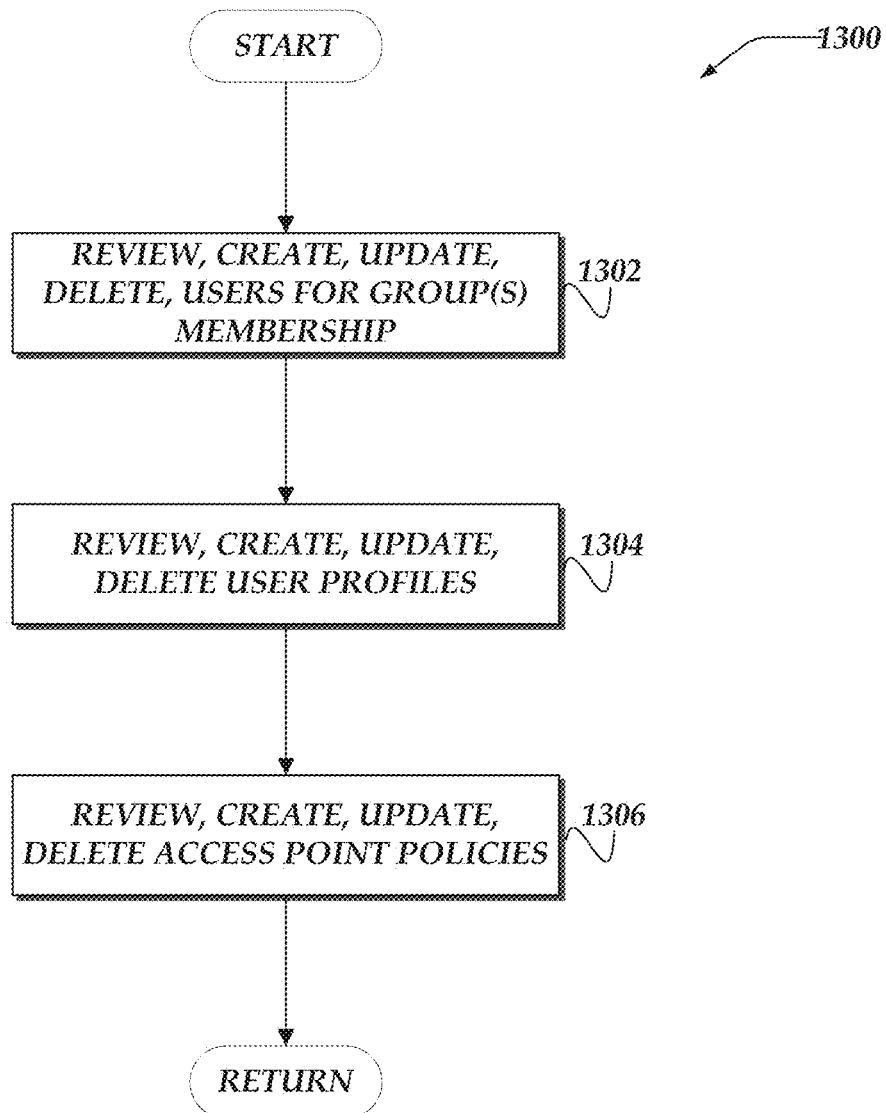 START
1300
REVIEW, CREATE, UPDATE,
DELETE, USERS FOR GROUP(S)
MEMBERSHIP
1302
REVIEW, CREATE, UPDATE,
DELETE USER PROFILES
1304
REVIEW, CREATE, UPDATE,
DELETE ACCESS POINT POLICIES
1306
RETURN